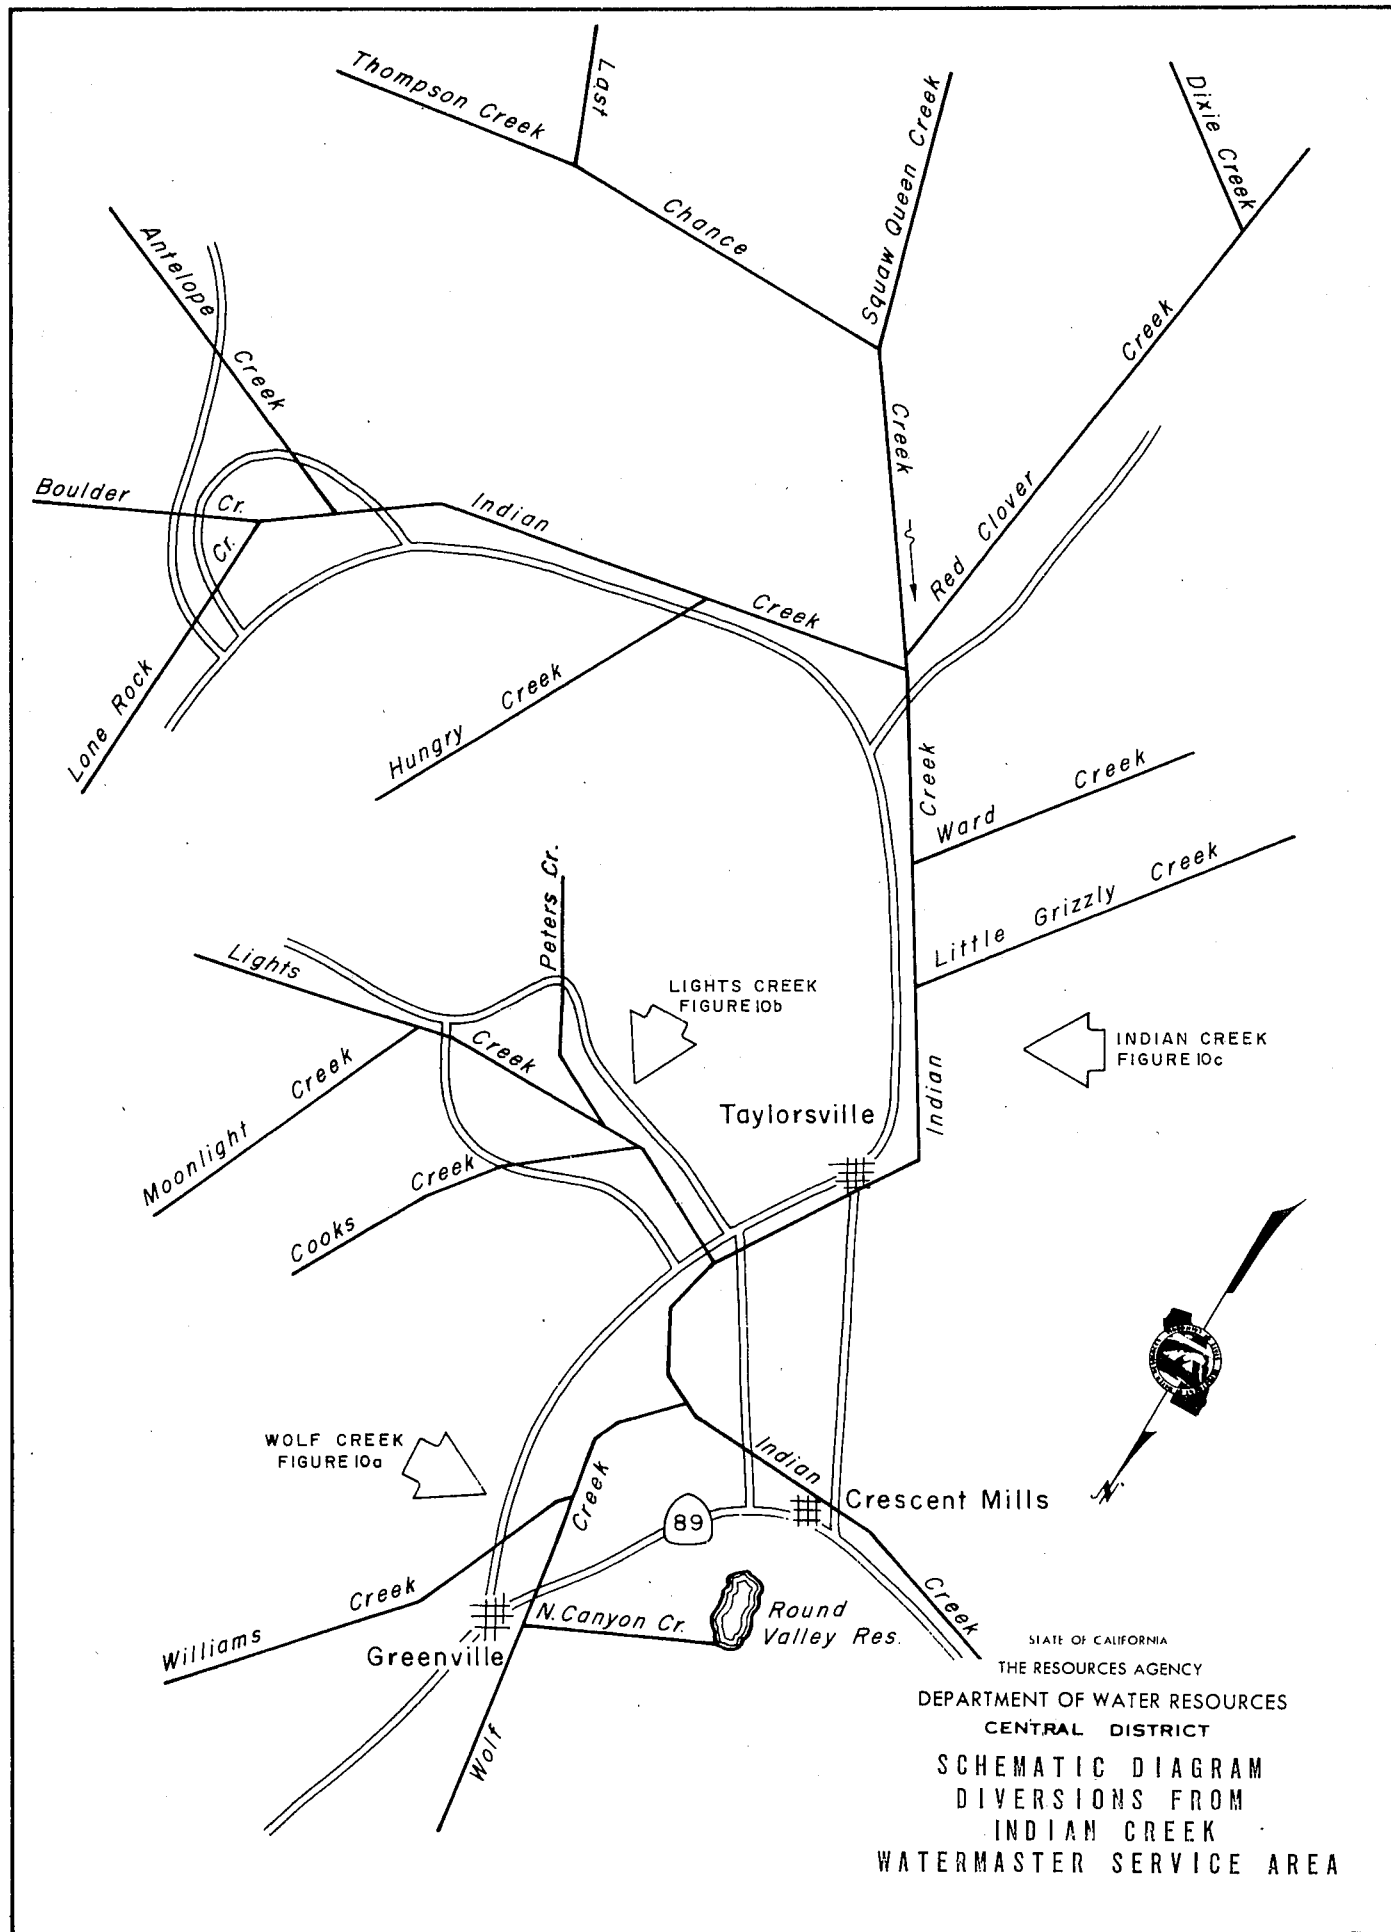 Thompson Creek
Last
Chance
Creek
Squaw Queen Creek
Dixie Creek
Red Clover
Creek
Antelope
Creek
Boulder
Cr.
Lone Rock
Cr.
Indian
Creek
Hungry
Creek
Creek
Ward
Creek
Little Grizzly Creek
Indian
Peters Cr.
Lights
Creek
LIGHTS CREEK
FIGURE 10b
INDIAN CREEK
FIGURE 10c
Moonlight
Creek
Cooks
Creek
Taylorsville
WOLF CREEK
FIGURE 10a
Indian
Creek
Crescent Mills
89
Creek
Wolf
Williams
Creek
N. Canyon Cr.
Round
Valley Res.
Greenville
N
STATE OF CALIFORNIA
THE RESOURCES AGENCY
DEPARTMENT OF WATER RESOURCES
CENTRAL DISTRICT
SCHEMATIC DIAGRAM
DIVERSIONS FROM
INDIAN CREEK
WATERMASTER SERVICE AREA